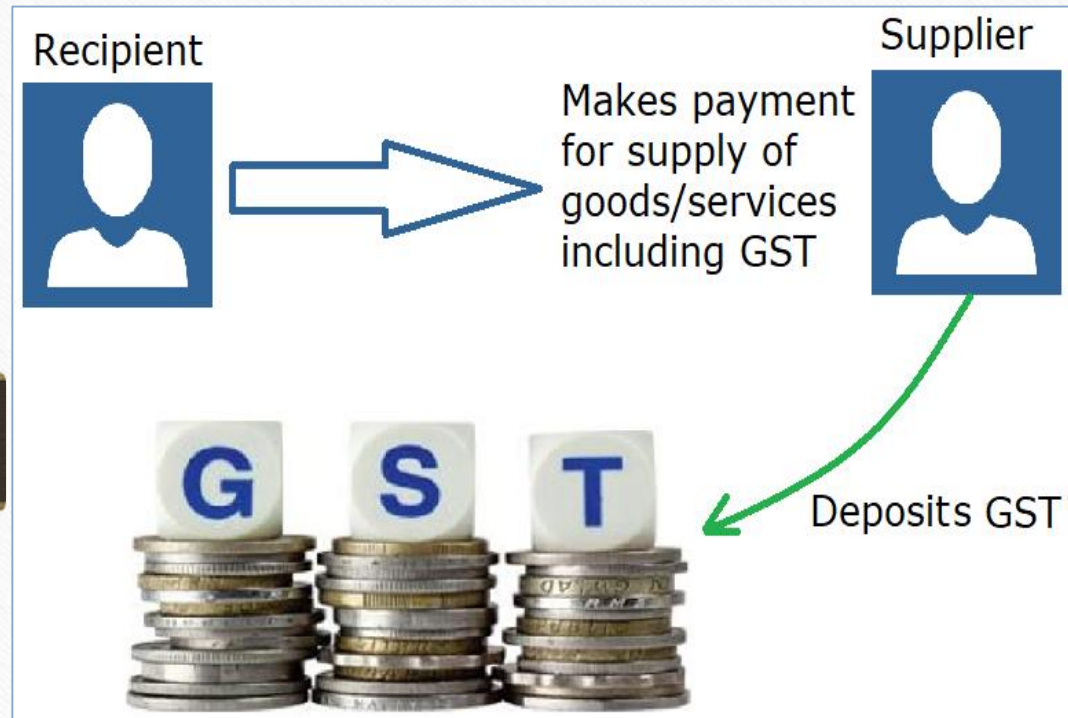 Recipient
Supplier
Makes payment
for supply of
goods/services
including GST
G S T
Deposits GST